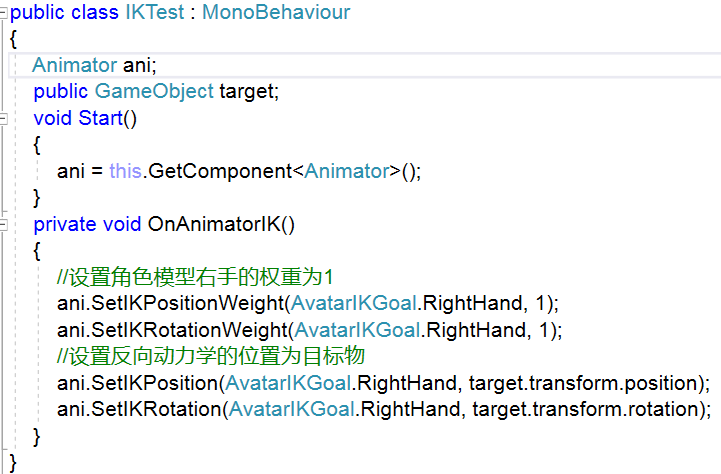 public class IKTest : MonoBehaviour
{
Animator ani;
public GameObject target;
void Start()
{
ani = this.GetComponent<Animator>();
}
private void OnAnimatorIK()
{
//设置角色模型右手的权重为1
ani.SetIKPositionWeight(AvatarIKGoal.RightHand, 1);
ani.SetIKRotationWeight(AvatarIKGoal.RightHand, 1);
//设置反向动力学的位置为目标物
ani.SetIKPosition(AvatarIKGoal.RightHand, target.transform.position);
ani.SetIKRotation(AvatarIKGoal.RightHand, target.transform.rotation);
}
}